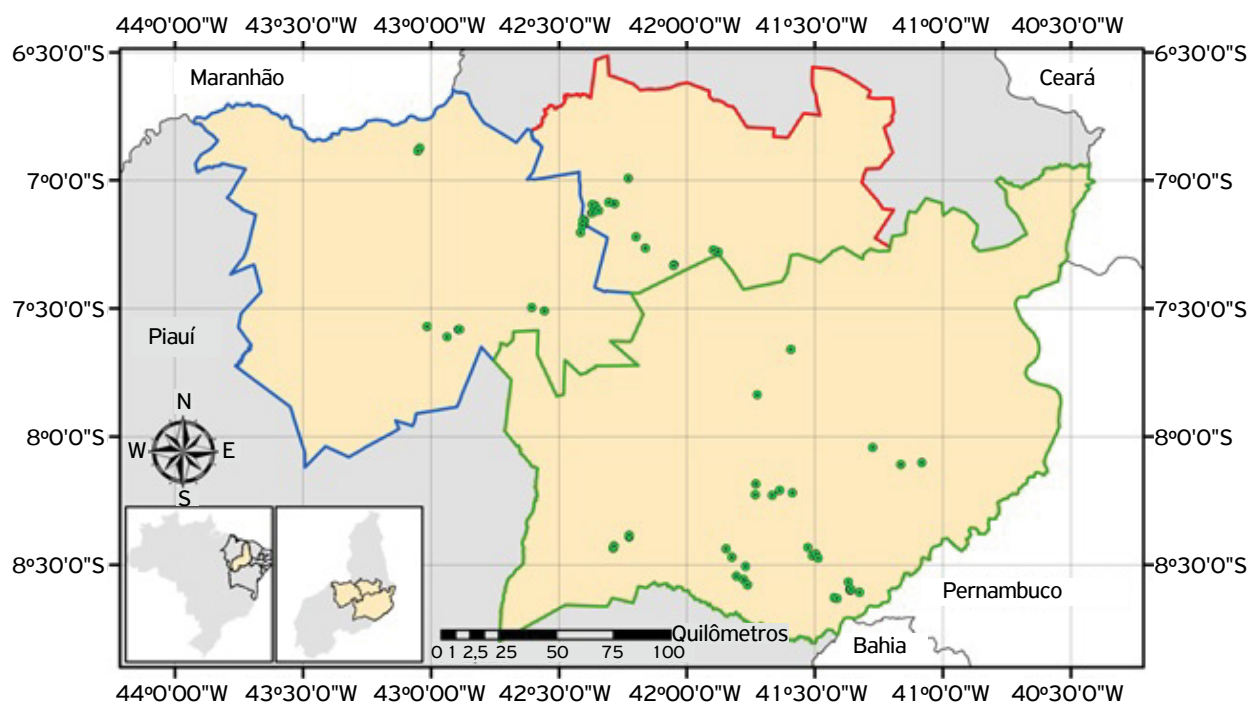 44º0'0"W 43º30'0"W 43º0'0"W 42º30'0"W 42º0'0"W 41º30'0"W 41º0'0"W 40º30'0"W
6º30'0"S 6º30'0"S
Maranhão Ceará
7º0'0"S 7º0'0"S
7º30'0"S 7º30'0"S
Piauí
N
8º0'0"S 8º0'0"S
W E
S
8º30'0"S 8º30'0"S
Pernambuco
Quilômetros
Bahia
0 1 2,5 25 50 75 100
44º0'0"W 43º30'0"W 43º0'0"W 42º30'0"W 42º0'0"W 41º30'0"W 41º0'0"W 40º30'0"W